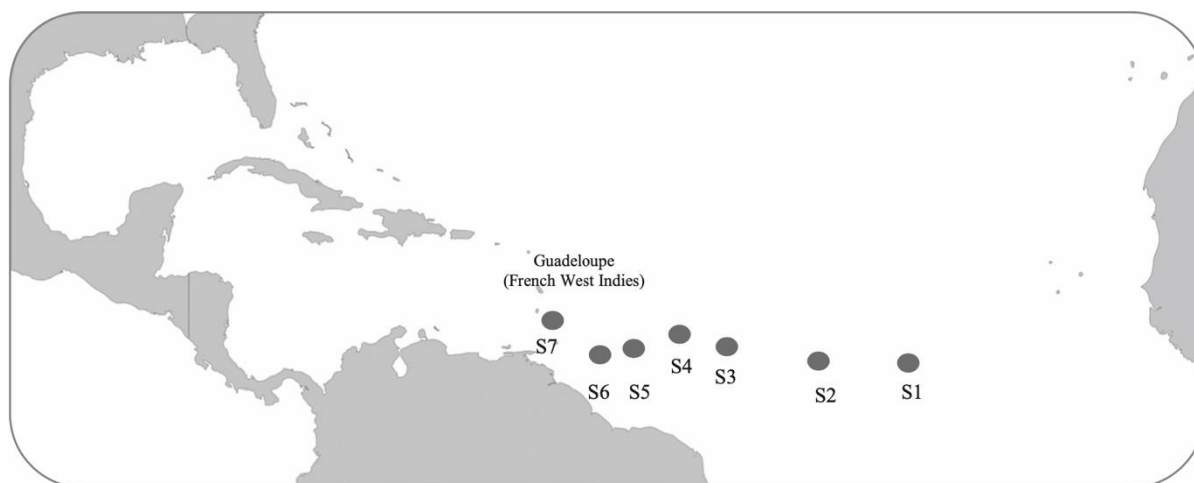 Guadeloupe
(French West Indies)
S7
S6
S5
S4
S3
S2
S1